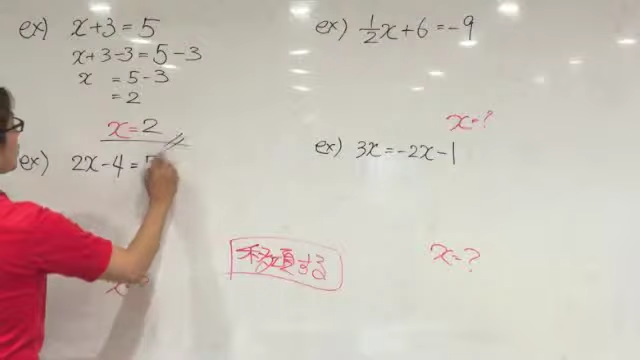 ex) x+3=5
x+3-3=5-3
x =5-3
=2
x=2
ex) 2x-4=
ex) 1/2x+6=-9
x=?
ex) 3x=-2x-1
x=?
移項する